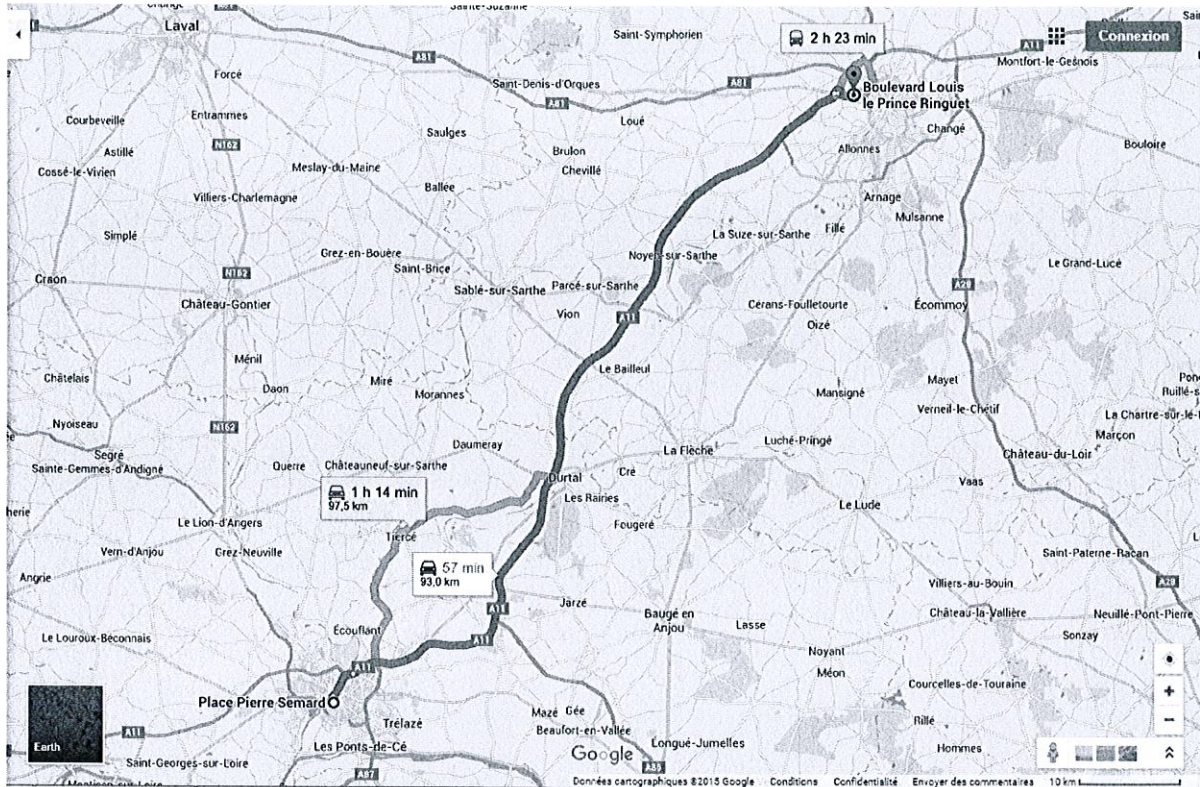 Laval
Sainte-Suzanne
Saint-Symphorien
2 h 23 min
A11
Connexion
Montfort-le-Gesnois
A81
Forcé
Saint-Denis-d'Orques
A81
A81
Boulevard Louis
le Prince Ringuet
Courbeville
Entrammes
Loué
Changé
N162
Saulges
Astillé
Brulon
Allonnes
Bouloire
Cossé-le-Vivien
Meslay-du-Maine
Chevillé
Ballée
Villiers-Charlemagne
Arnage
Mulsanne
Simplé
La Suze-sur-Sarthe
Fillé
Grez-en-Bouère
Noyen-sur-Sarthe
Saint-Brice
Le Grand-Lucé
Craon
N162
Sablé-sur-Sarthe
Parcé-sur-Sarthe
A28
Château-Gontier
Vion
A11
Cérans-Foulletourte
Écommoy
Oizé
Ménil
Le Bailleul
Châtelais
Daon
Miré
Morannes
Mansigné
Mayet
Verneil-le-Chétif
La Chartre-sur-le-L
Nyoiseau
N162
Marçon
Segré
Daumeray
La Flèche
Luché-Pringé
Château-du-Loir
Sainte-Gemmes-d'Andigné
Querre
Châteauneuf-sur-Sarthe
Durtal
Cré
Vaas
1 h 14 min
97,5 km
Les Rairies
Le Lude
Le Lion-d'Angers
Fougeré
Tiercé
Vern-d'Anjou
Grez-Neuville
Saint-Paterne-Racan
57 min
93,0 km
Angrie
Villiers-au-Bouin
A28
Jarzé
A11
Baugé en
Anjou
Château-la-Vallière
Neuillé-Pont-Pierre
Le Louroux-Béconnais
Écouflant
A11
Lasse
Sonzay
Noyant
A11
Méon
Courcelles-de-Touraine
Place Pierre Semard
Mazé
Gée
Trélazé
Rillé
Beaufort-en-Vallée
A11
Earth
Les Ponts-de-Cé
Google
Longué-Jumelles
Hommes
Saint-Georges-sur-Loire
A87
A85
Données cartographiques ©2015 Google
Conditions
Confidentialité
Envoyer des commentaires
10 km